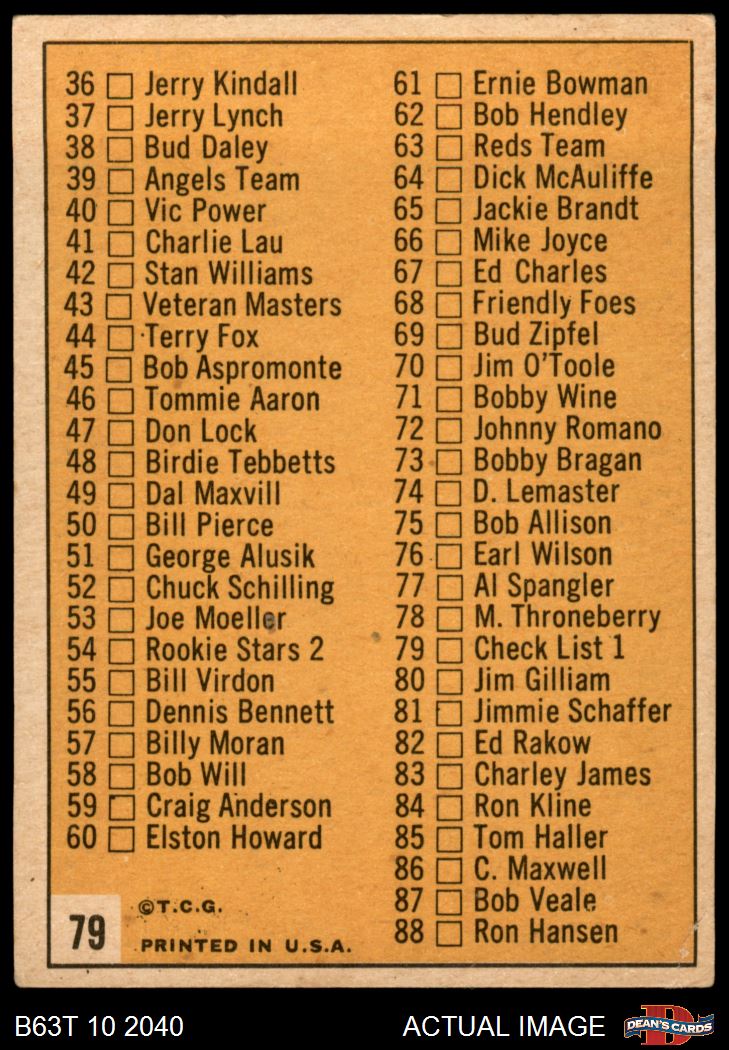 36 Jerry Kindall
37 Jerry Lynch
38 Bud Daley
39 Angels Team
40 Vic Power
41 Charlie Lau
42 Stan Williams
43 Veteran Masters
44 Terry Fox
45 Bob Aspromonte
46 Tommie Aaron
47 Don Lock
48 Birdie Tebbetts
49 Dal Maxvill
50 Bill Pierce
51 George Alusik
52 Chuck Schilling
53 Joe Moeller
54 Rookie Stars 2
55 Bill Virdon
56 Dennis Bennett
57 Billy Moran
58 Bob Will
59 Craig Anderson
60 Elston Howard
61 Ernie Bowman
62 Bob Hendley
63 Reds Team
64 Dick McAuliffe
65 Jackie Brandt
66 Mike Joyce
67 Ed Charles
68 Friendly Foes
69 Bud Zipfel
70 Jim O'Toole
71 Bobby Wine
72 Johnny Romano
73 Bobby Bragan
74 D. Lemaster
75 Bob Allison
76 Earl Wilson
77 Al Spangler
78 M. Throneberry
79 Check List 1
80 Jim Gilliam
81 Jimmie Schaffer
82 Ed Rakow
83 Charley James
84 Ron Kline
85 Tom Haller
86 C. Maxwell
87 Bob Veale
88 Ron Hansen
79
©T.C.G.
PRINTED IN U.S.A.
B63T 10 2040
ACTUAL IMAGE
D
DEAN'S CARDS